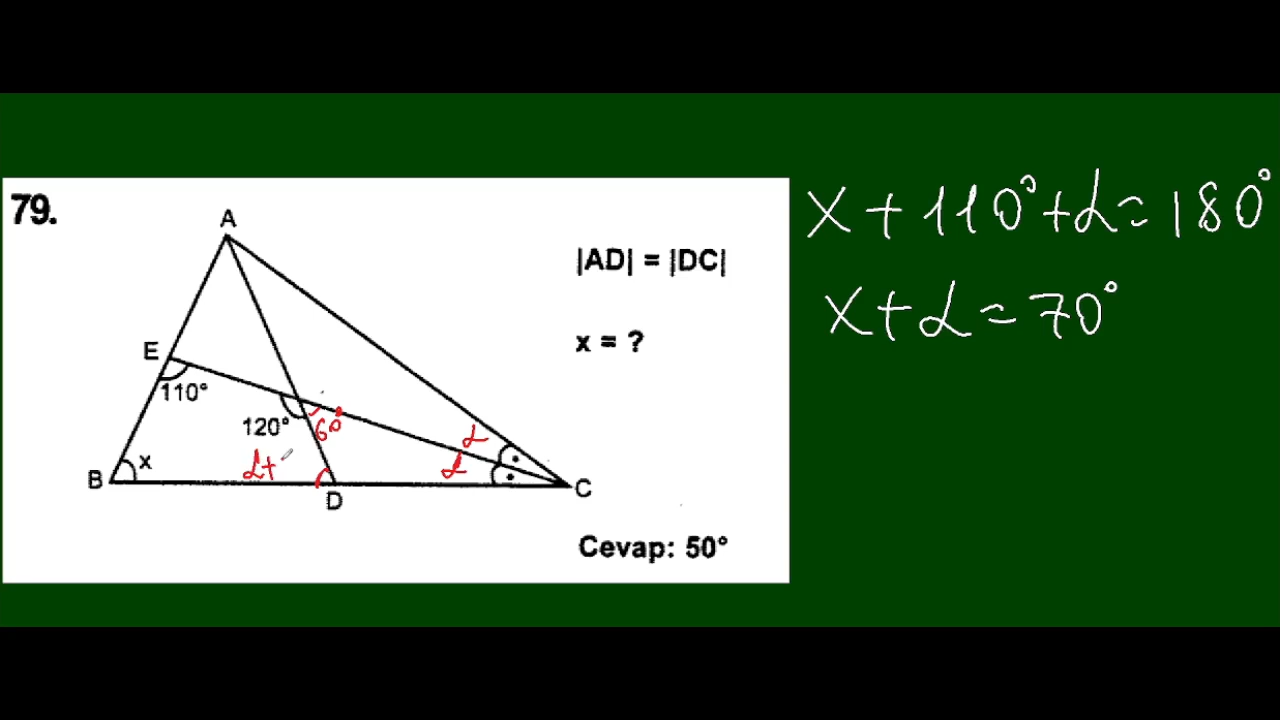 79.
A
|AD| = |DC|
x = ?
E
110°
120°
60
α
α
B
x
α+
D
C
Cevap: 50°
x+110°+α=180°
x+α=70°